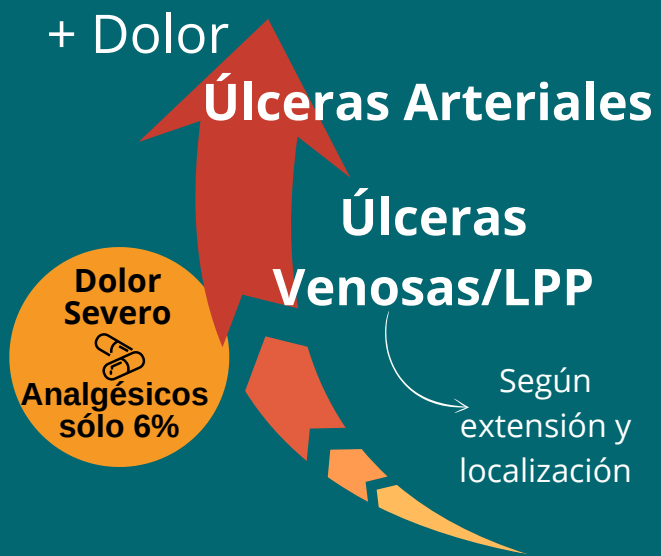 + Dolor
Úlceras Arteriales
Úlceras
Venosas/LPP
Dolor
Severo
Analgésicos
sólo 6%
Según
extensión y
localización